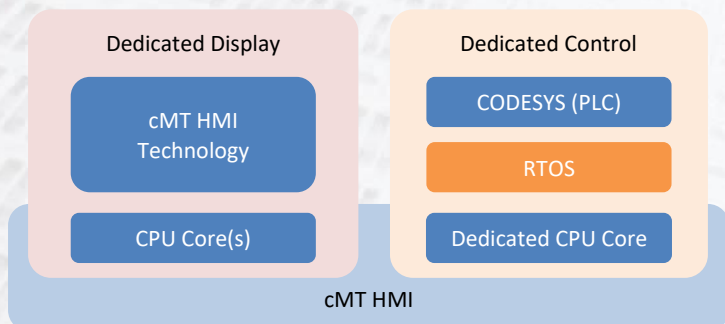 Dedicated Display
cMT HMI
Technology
CPU Core(s)
Dedicated Control
CODESYS (PLC)
RTOS
Dedicated CPU Core
cMT HMI